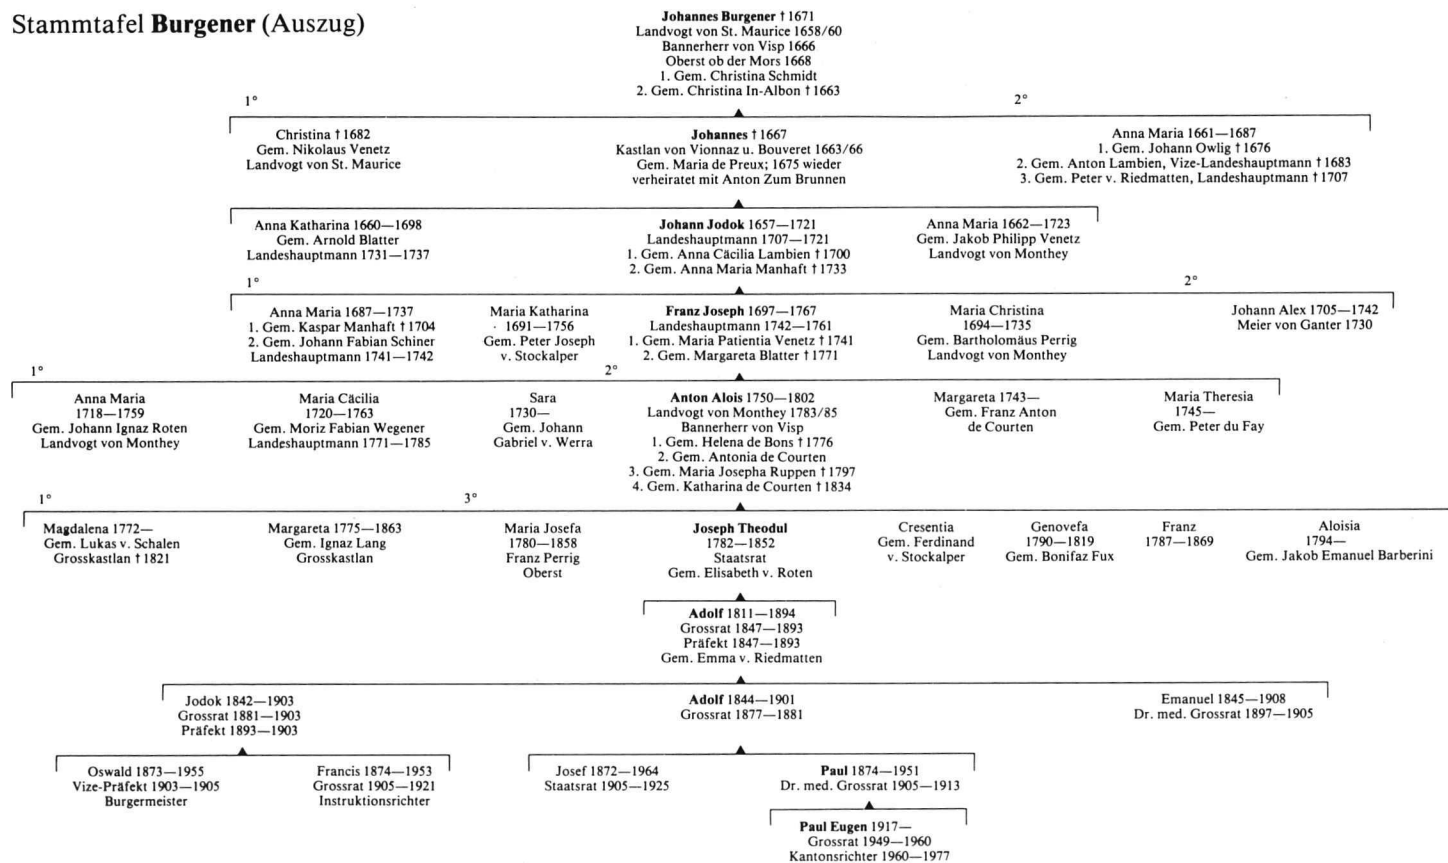 Stammtafel Burgener (Auszug)
Johannes Burgener † 1671
Landvogt von St. Maurice 1658/60
Bannerherr von Visp 1666
Oberst ob der Mors 1668
1. Gem. Christina Schmidt
2. Gem. Christina In-Albon † 1663
1°
2°
Christina † 1682
Gem. Nikolaus Venetz
Landvogt von St. Maurice
Johannes † 1667
Kastlan von Vionnaz u. Bouveret 1663/66
Gem. Maria de Preux; 1675 wieder
verheiratet mit Anton Zum Brunnen
Anna Maria 1661—1687
1. Gem. Johann Owlig † 1676
2. Gem. Anton Lambien, Vize-Landeshauptmann † 1683
3. Gem. Peter v. Riedmatten, Landeshauptmann † 1707
Anna Katharina 1660—1698
Gem. Arnold Blatter
Landeshauptmann 1731—1737
Johann Jodok 1657—1721
Landeshauptmann 1707—1721
1. Gem. Anna Cäcilia Lambien † 1700
2. Gem. Anna Maria Manhaft † 1733
Anna Maria 1662—1723
Gem. Jakob Philipp Venetz
Landvogt von Monthey
1°
2°
Anna Maria 1687—1737
1. Gem. Kaspar Manhaft † 1704
2. Gem. Johann Fabian Schiner
Landeshauptmann 1741—1742
Maria Katharina
1691—1756
Gem. Peter Joseph
v. Stockalper
Franz Joseph 1697—1767
Landeshauptmann 1742—1761
1. Gem. Maria Patientia Venetz † 1741
2. Gem. Margareta Blatter † 1771
Maria Christina
1694—1735
Gem. Bartholomäus Perrig
Landvogt von Monthey
Johann Alex 1705—1742
Meier von Ganter 1730
1°
2°
Anna Maria
1718—1759
Gem. Johann Ignaz Roten
Landvogt von Monthey
Maria Cäcilia
1720—1763
Gem. Moriz Fabian Wegener
Landeshauptmann 1771—1785
Sara
1730—
Gem. Johann
Gabriel v. Werra
Anton Alois 1750—1802
Landvogt von Monthey 1783/85
Bannerherr von Visp
1. Gem. Helena de Bons † 1776
2. Gem. Antonia de Courten
3. Gem. Maria Josepha Ruppen † 1797
4. Gem. Katharina de Courten † 1834
Margareta 1743—
Gem. Franz Anton
de Courten
Maria Theresia
1745—
Gem. Peter du Fay
1°
3°
Magdalena 1772—
Gem. Lukas v. Schalen
Grosskastlan † 1821
Margareta 1775—1863
Gem. Ignaz Lang
Grosskastlan
Maria Josefa
1780—1858
Franz Perrig
Oberst
Joseph Theodul
1782—1852
Staatsrat
Gem. Elisabeth v. Roten
Cresentia
Gem. Ferdinand
v. Stockalper
Genovefa
1790—1819
Gem. Bonifaz Fux
Franz
1787—1869
Aloisia
1794—
Gem. Jakob Emanuel Barberini
Adolf 1811—1894
Grossrat 1847—1893
Präfekt 1847—1893
Gem. Emma v. Riedmatten
Jodok 1842—1903
Grossrat 1881—1903
Präfekt 1893—1903
Adolf 1844—1901
Grossrat 1877—1881
Emanuel 1845—1908
Dr. med. Grossrat 1897—1905
Oswald 1873—1955
Vize-Präfekt 1903—1905
Burgermeister
Francis 1874—1953
Grossrat 1905—1921
Instruktionsrichter
Josef 1872—1964
Staatsrat 1905—1925
Paul 1874—1951
Dr. med. Grossrat 1905—1913
Paul Eugen 1917—
Grossrat 1949—1960
Kantonsrichter 1960—1977